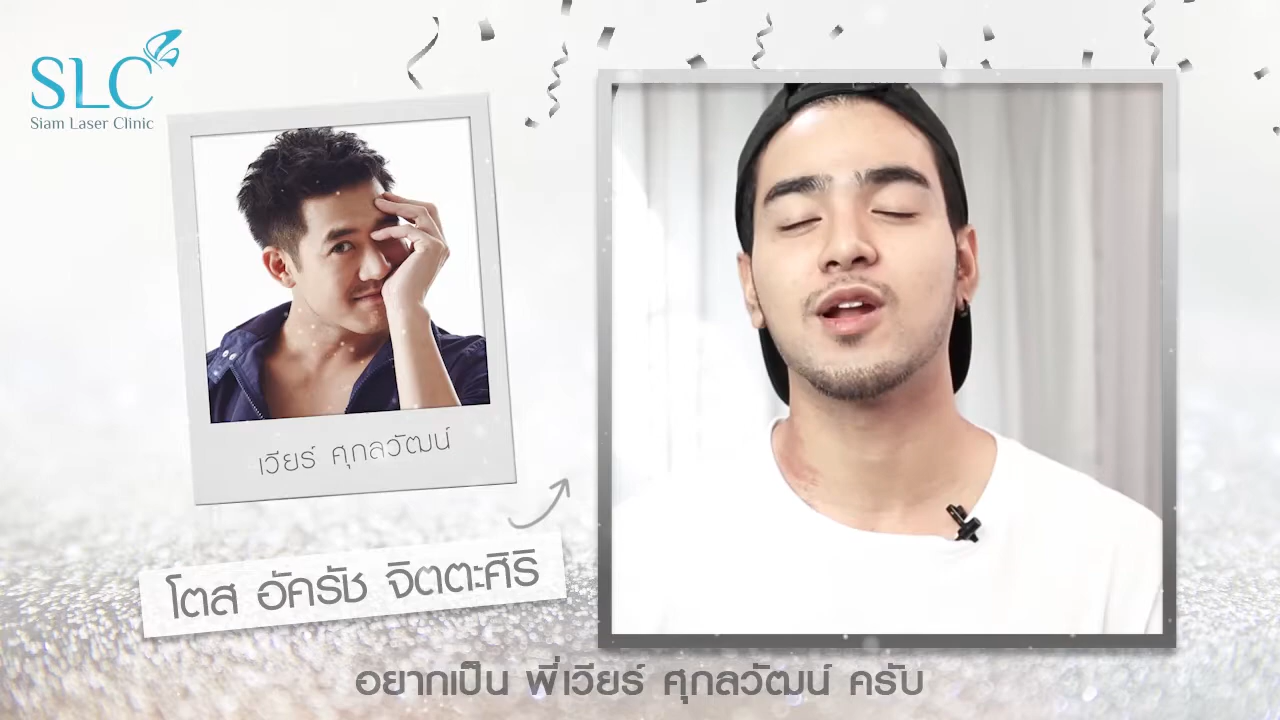 SLC
Siam Laser Clinic
เวียร์ ศุกลวัฒน์
โตส อัครัช จิตตะศิริ
อยากเป็น พี่เวียร์ ศุกลวัฒน์ ครับ